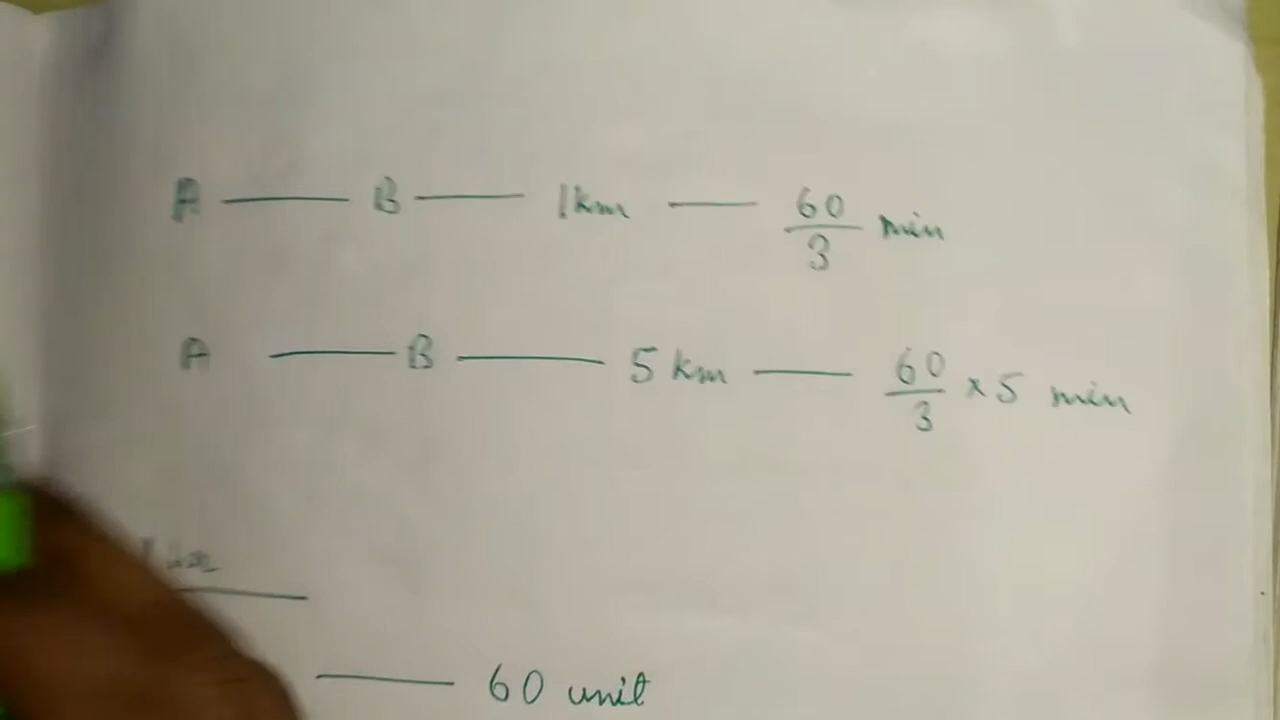 A — B — 1km — 60/3 min
A — B — 5 km — 60/3 × 5 min
— 60 unit